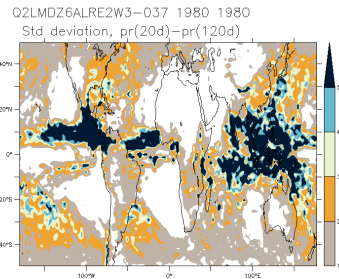 Q2LMDZ6ALRE2W3-037 1980 1980
Std deviation, pr(20d)-pr(120d)
40°N
20°N
0°
20°S
40°S
100°W
0°
100°E
5
4
3
2
1